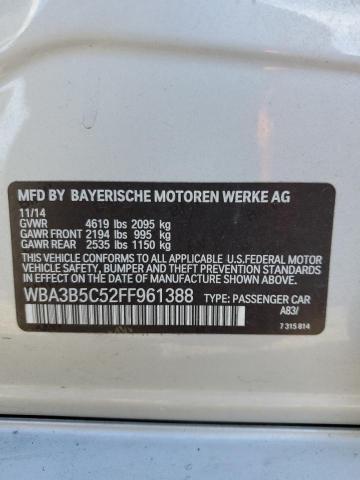 MFD BY BAYERISCHE MOTOREN WERKE AG
11/14
GVWR 4619 lbs 2095 kg
GAWR FRONT 2194 lbs 995 kg
GAWR REAR 2535 lbs 1150 kg
THIS VEHICLE CONFORMS TO ALL APPLICABLE U.S.FEDERAL MOTOR
VEHICLE SAFETY, BUMPER AND THEFT PREVENTION STANDARDS IN
EFFECT ON THE DATE OF MANUFACTURE SHOWN ABOVE.
WBA3B5C52FF961388 TYPE: PASSENGER CAR
A83/
7 315 814